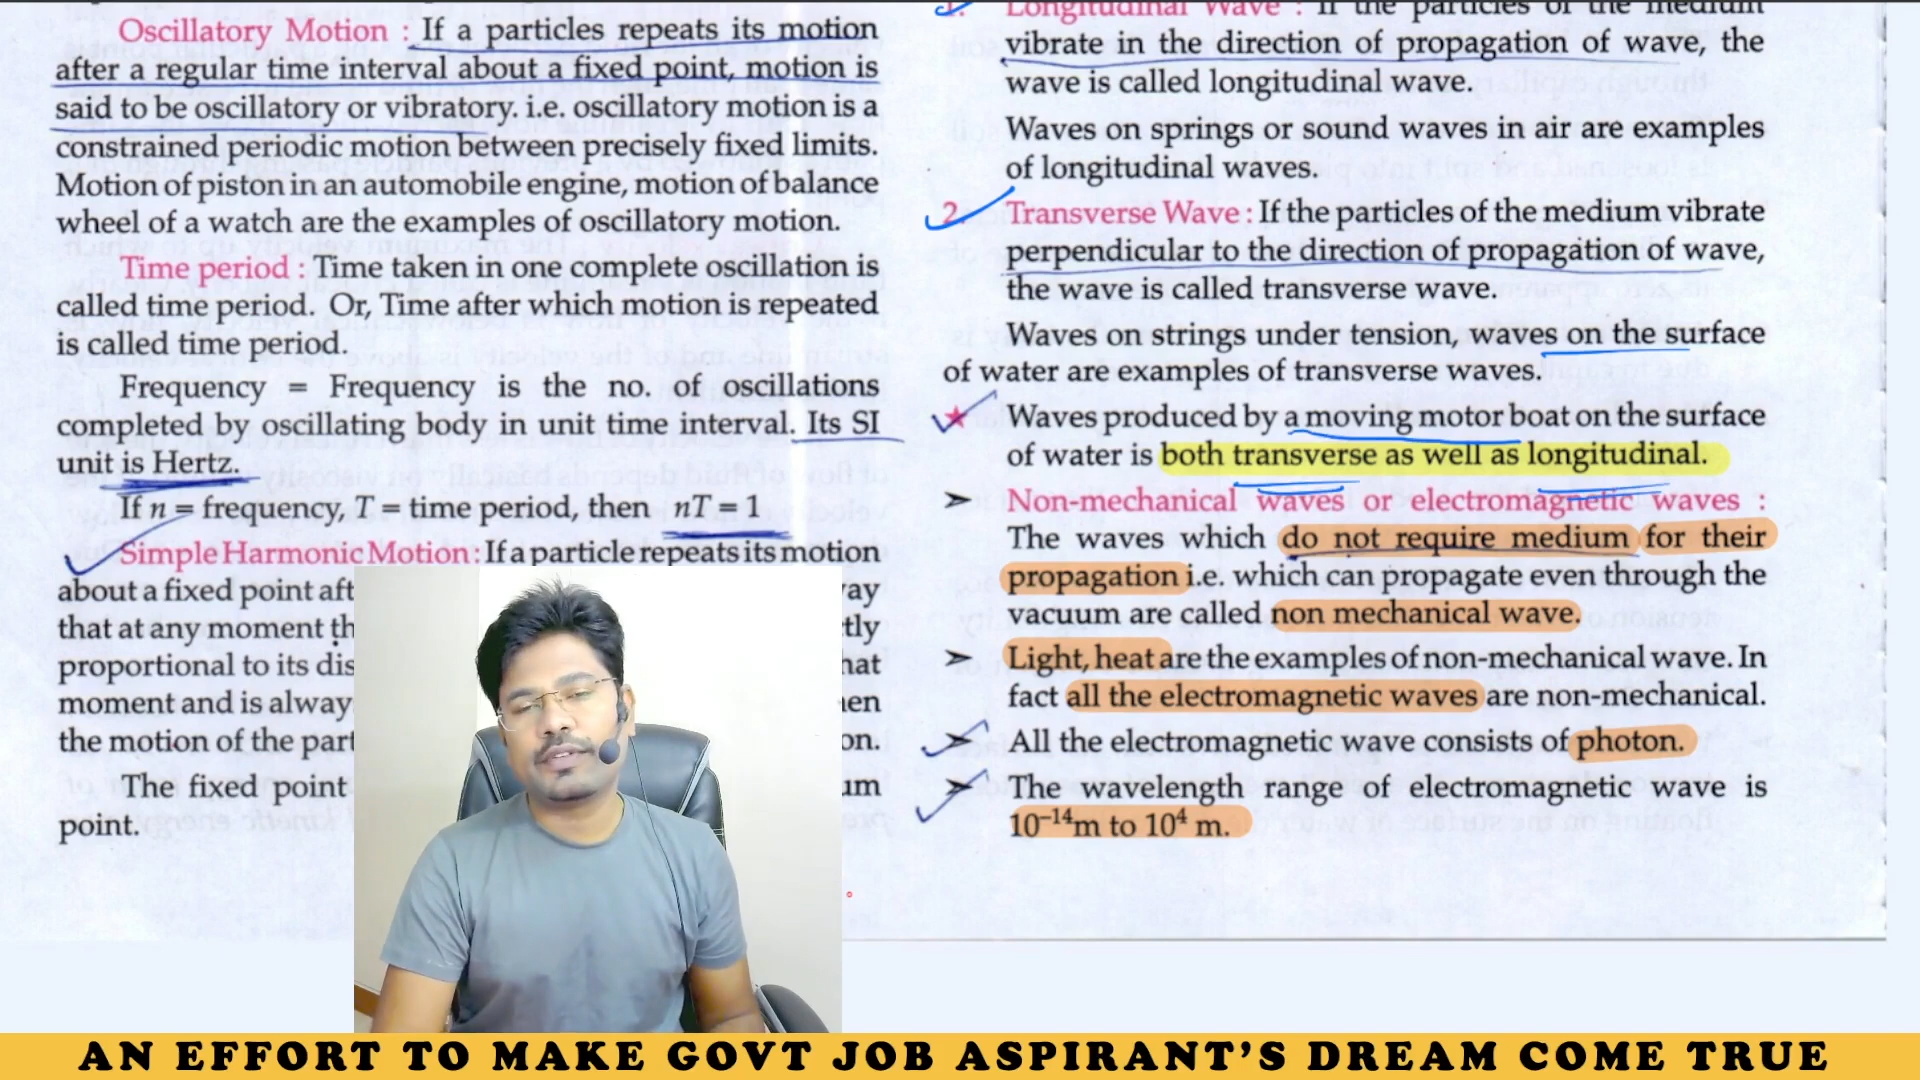 Oscillatory Motion : If a particles repeats its motion
after a regular time interval about a fixed point, motion is
said to be oscillatory or vibratory. i.e. oscillatory motion is a
constrained periodic motion between precisely fixed limits.
Motion of piston in an automobile engine, motion of balance
wheel of a watch are the examples of oscillatory motion.
Time period : Time taken in one complete oscillation is
called time period. Or, Time after which motion is repeated
is called time period.
Frequency = Frequency is the no. of oscillations
completed by oscillating body in unit time interval. Its SI
unit is Hertz.
If n = frequency, T = time period, then nT = 1
Simple Harmonic Motion : If a particle repeats its motion
about a fixed point
that at any moment
proportional to its
moment and is
the motion of the
The fixed point
point.
1. Longitudinal Wave : If the particles of the medium
vibrate in the direction of propagation of wave, the
wave is called longitudinal wave.
Waves on springs or sound waves in air are examples
of longitudinal waves.
2. Transverse Wave : If the particles of the medium vibrate
perpendicular to the direction of propagation of wave,
the wave is called transverse wave.
Waves on strings under tension, waves on the surface
of water are examples of transverse waves.
★ Waves produced by a moving motor boat on the surface
of water is both transverse as well as longitudinal.
➢ Non-mechanical waves or electromagnetic waves :
The waves which do not require medium for their
propagation i.e. which can propagate even through the
vacuum are called non mechanical wave.
➢ Light, heat are the examples of non-mechanical wave. In
fact all the electromagnetic waves are non-mechanical.
➢ All the electromagnetic wave consists of photon.
➢ The wavelength range of electromagnetic wave is
10⁻¹⁴m to 10⁴ m.
AN EFFORT TO MAKE GOVT JOB ASPIRANT'S DREAM COME TRUE